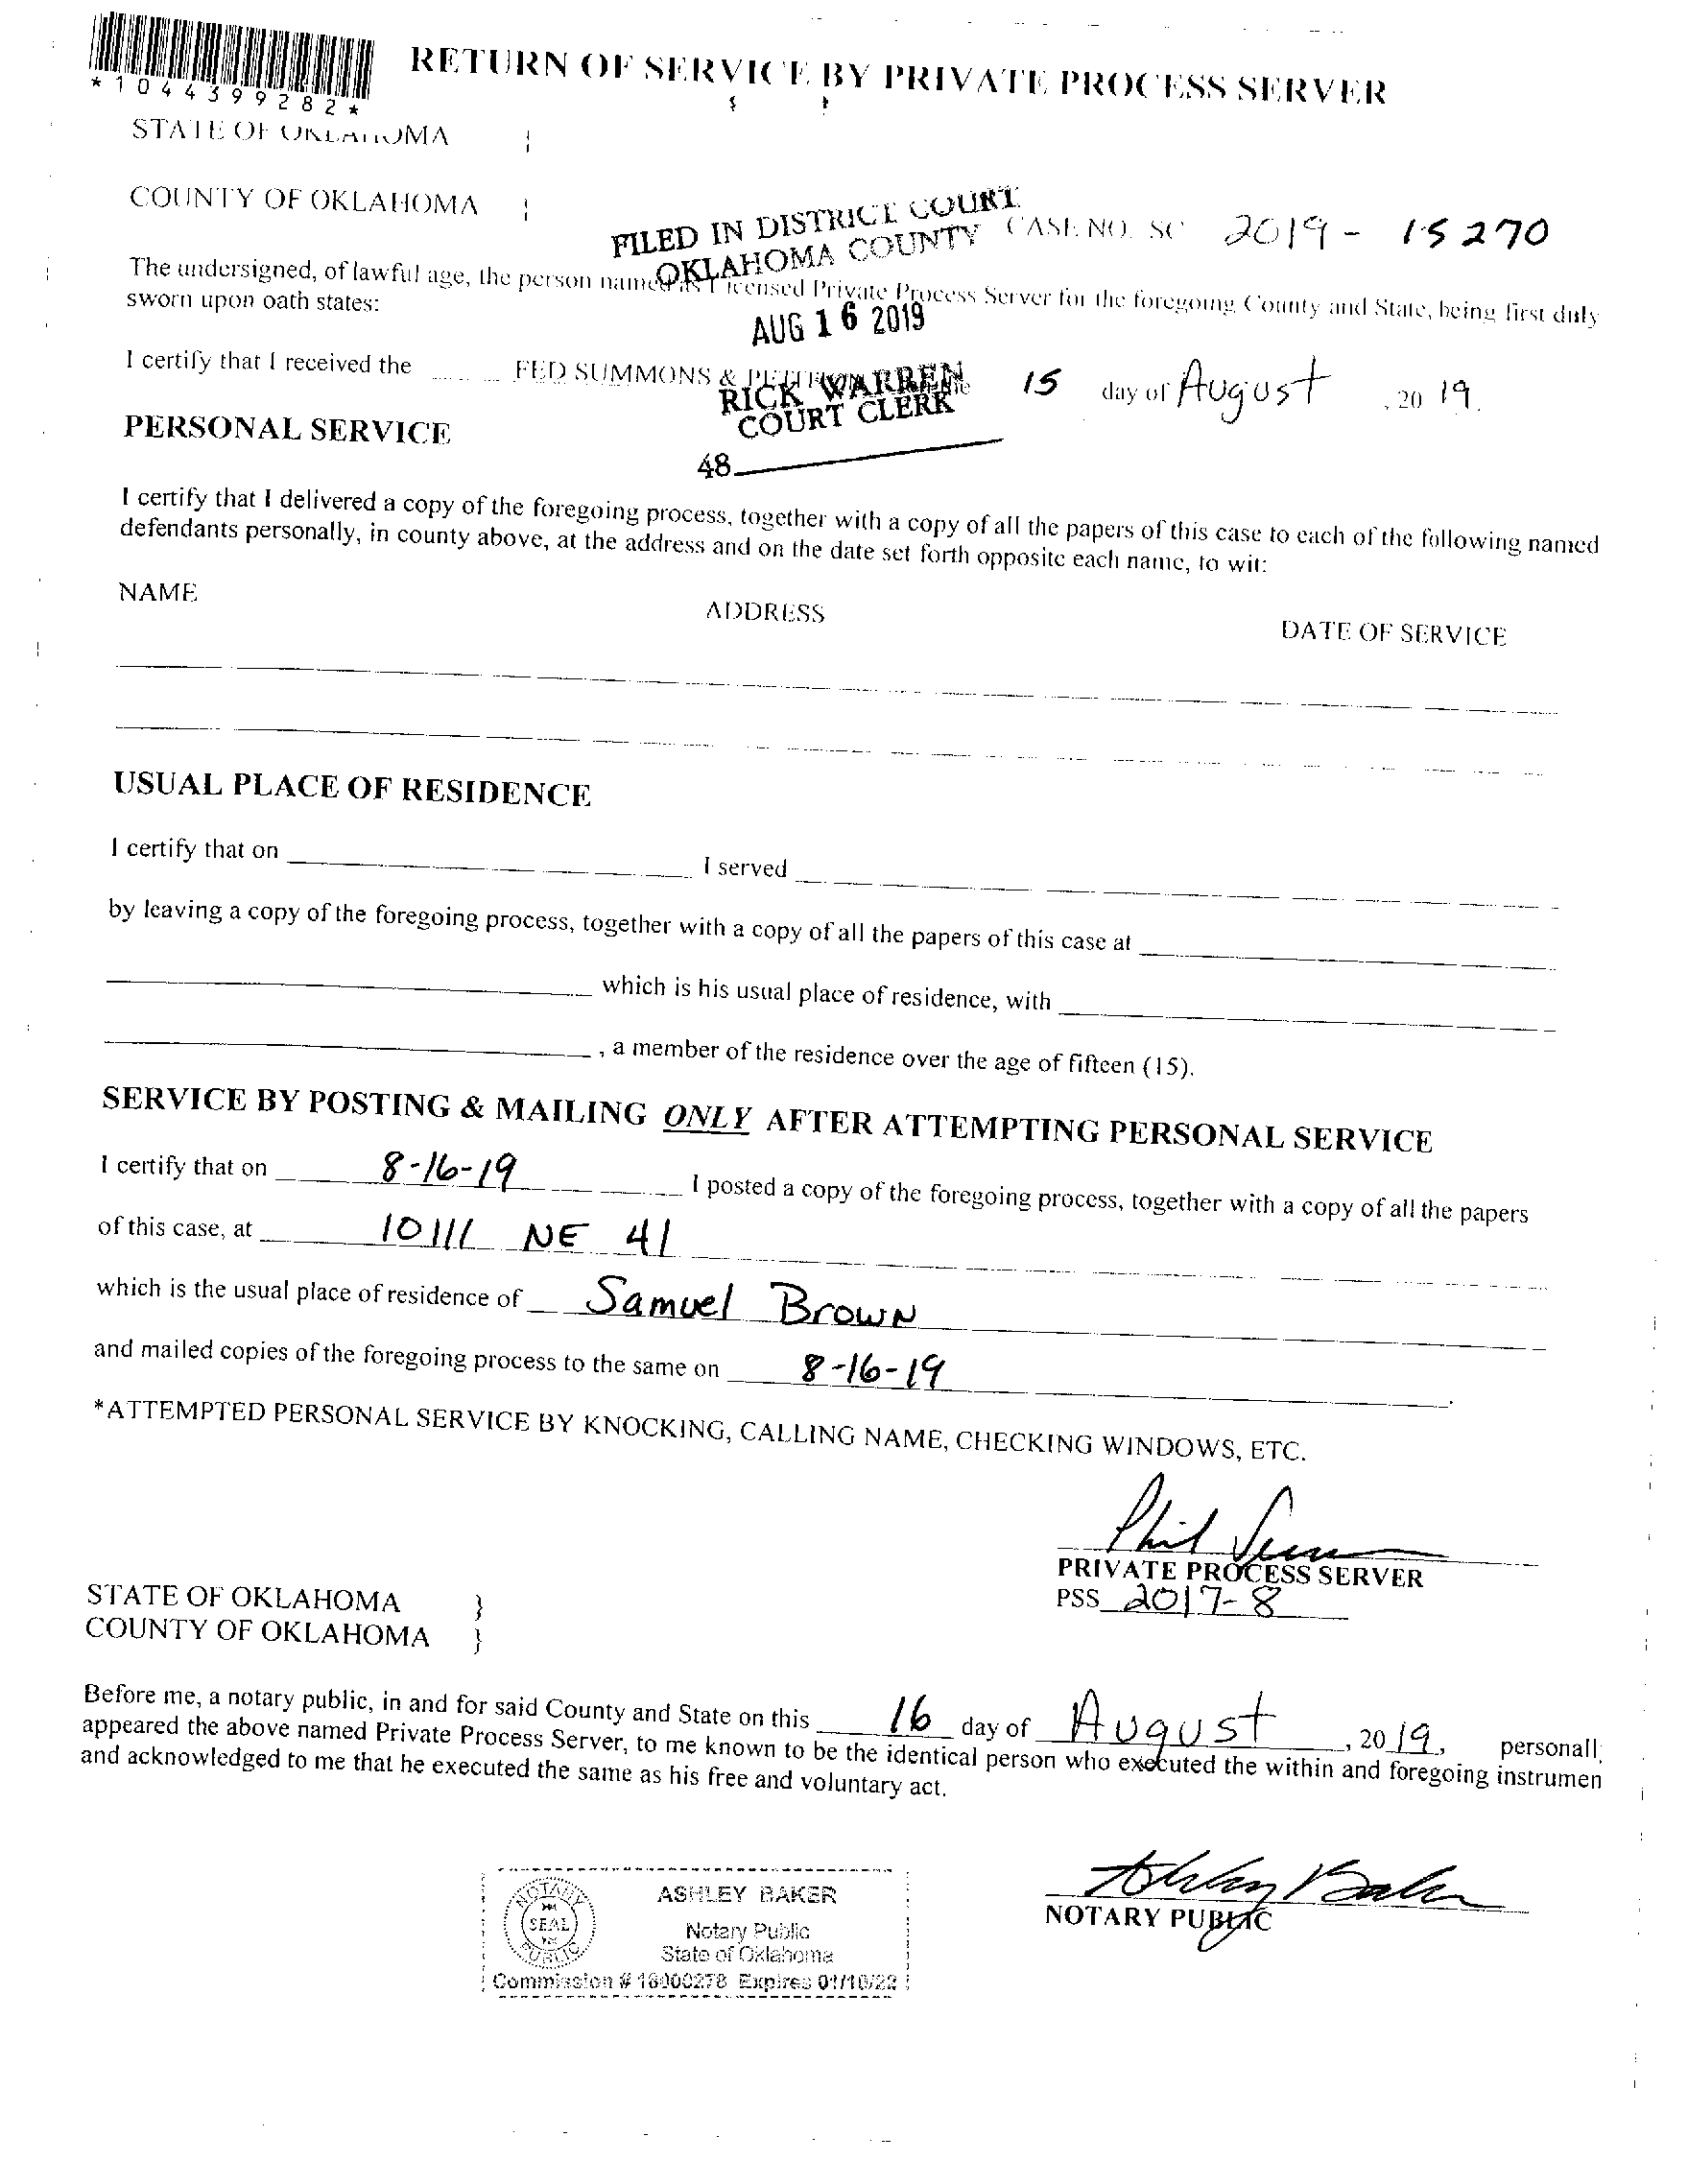 RETURN OF SERVICE BY PRIVATE PROCESS SERVER
*1044399282*
STATE OF OKLAHOMA }
COUNTY OF OKLAHOMA }
FILED IN DISTRICT COURT
OKLAHOMA COUNTY
CASE NO. SC 2019 - 15270
The undersigned, of lawful age, the person named as Licensed Private Process Server for the foregoing County and State, being first duly
sworn upon oath states:
AUG 16 2019
I certify that I received the FED SUMMONS & PETITION 15 day of August, 2019.
RICK WARREN
COURT CLERK
PERSONAL SERVICE
48
I certify that I delivered a copy of the foregoing process, together with a copy of all the papers of this case to each of the following named
defendants personally, in county above, at the address and on the date set forth opposite each name, to wit:
NAME ADDRESS DATE OF SERVICE
USUAL PLACE OF RESIDENCE
I certify that on I served
by leaving a copy of the foregoing process, together with a copy of all the papers of this case at
which is his usual place of residence, with
, a member of the residence over the age of fifteen (15).
SERVICE BY POSTING & MAILING ONLY AFTER ATTEMPTING PERSONAL SERVICE
I certify that on 8-16-19 I posted a copy of the foregoing process, together with a copy of all the papers
of this case, at 10111 NE 41
which is the usual place of residence of Samuel Brown
and mailed copies of the foregoing process to the same on 8-16-19.
*ATTEMPTED PERSONAL SERVICE BY KNOCKING, CALLING NAME, CHECKING WINDOWS, ETC.
Phil
PRIVATE PROCESS SERVER
PSS 2017-8
STATE OF OKLAHOMA }
COUNTY OF OKLAHOMA }
Before me, a notary public, in and for said County and State on this 16 day of August, 2019, personall
appeared the above named Private Process Server, to me known to be the identical person who executed the within and foregoing instrumen
and acknowledged to me that he executed the same as his free and voluntary act.
Ashley Baker
NOTARY PUBLIC
NOTARY PUBLIC SEAL
ASHLEY BAKER
Notary Public
State of Oklahoma
Commission # 18000278 Expires 01/10/22